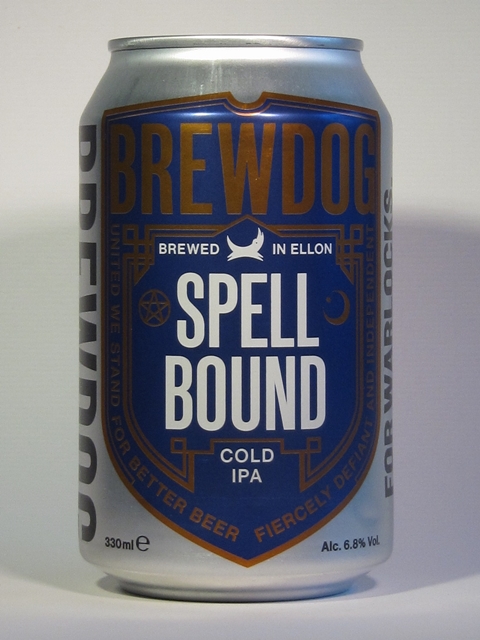 BREWDOG
BREWED IN ELLON
SPELL
BOUND
COLD
IPA
UNITED WE STAND FOR BETTER BEER
FIERCELY DEFIANT AND INDEPENDENT
330ml e
Alc. 6.8% Vol.
BREWDOG
FOR WARLOCKS.